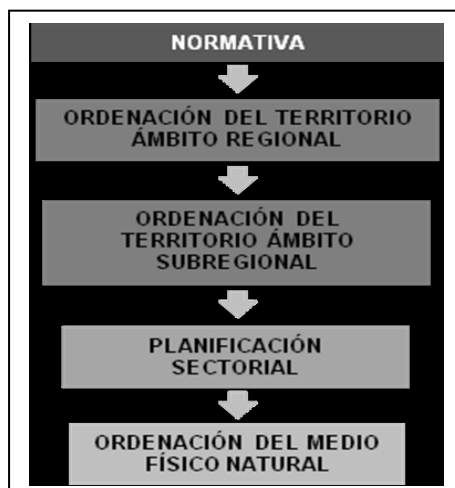 NORMATIVA
ORDENACIÓN DEL TERRITORIO
ÁMBITO REGIONAL
ORDENACIÓN DEL
TERRITORIO ÁMBITO
SUBREGIONAL
PLANIFICACIÓN
SECTORIAL
ORDENACIÓN DEL MEDIO
FÍSICO NATURAL